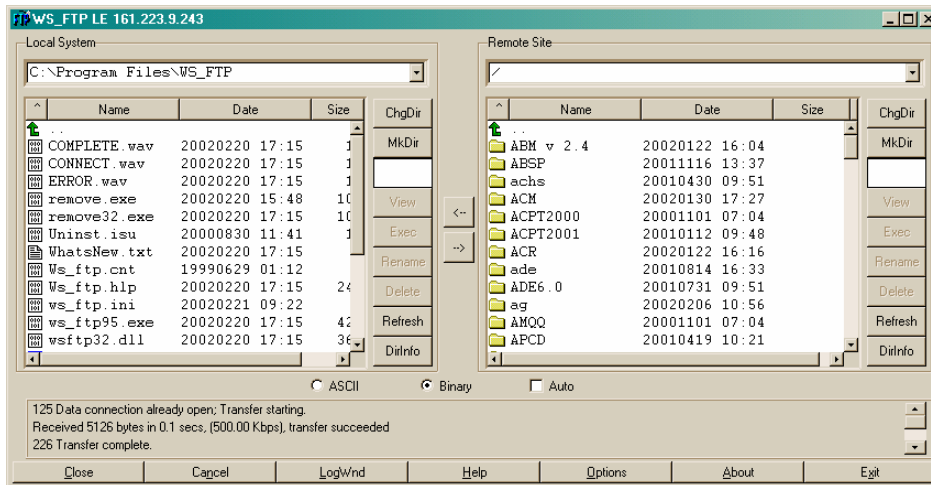 WS_FTP LE 161.223.9.243
Local System
C:\Program Files\WS_FTP
^ Name Date Size
..
COMPLETE.wav 20020220 17:15 1
CONNECT.wav 20020220 17:15 1
ERROR.wav 20020220 17:15 1
remove.exe 20020220 15:48 10
remove32.exe 20020220 17:15 10
Uninst.isu 20000830 11:41 1
WhatsNew.txt 20020220 17:15
Ws_ftp.cnt 19990629 01:12
Ws_ftp.hlp 20020220 17:15 24
ws_ftp.ini 20020221 09:22
ws_ftp95.exe 20020220 17:15 42
wsftp32.dll 20020220 17:15 36
ChgDir
MkDir
View
Exec
Rename
Delete
Refresh
DirInfo
<--
-->
Remote Site
/
^ Name Date Size
..
ABM v 2.4 20020122 16:04
ABSP 20011116 13:37
achs 20010430 09:51
ACM 20020130 17:27
ACPT2000 20001101 07:04
ACPT2001 20010112 09:48
ACR 20020122 16:16
ade 20010814 16:33
ADE6.0 20010731 09:51
ag 20020206 10:56
AMQQ 20001101 07:04
APCD 20010419 10:21
ChgDir
MkDir
View
Exec
Rename
Delete
Refresh
DirInfo
ASCII Binary Auto
125 Data connection already open; Transfer starting.
Received 5126 bytes in 0.1 secs, (500.00 Kbps), transfer succeeded
226 Transfer complete.
Close Cancel LogWnd Help Options About Exit